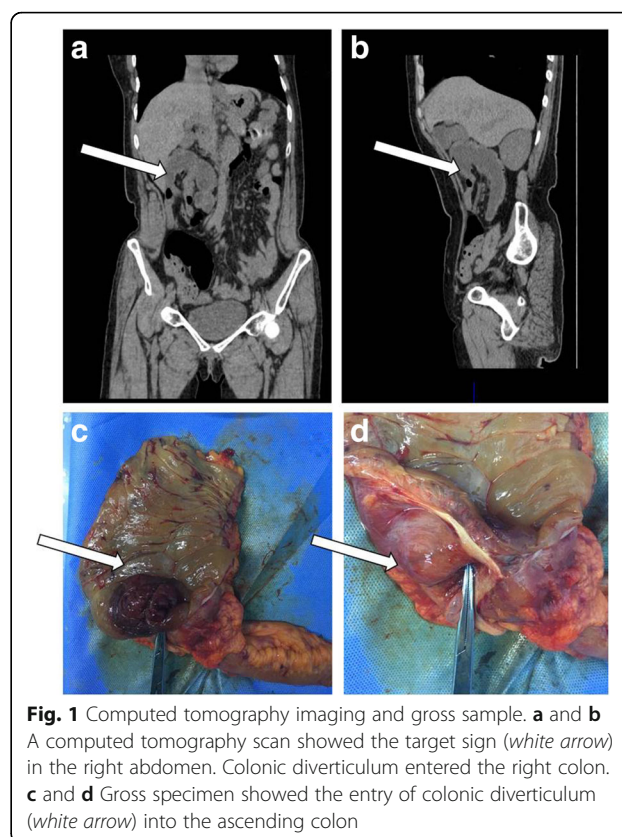 a
b
c
d
Fig. 1 Computed tomography imaging and gross sample. a and b
A computed tomography scan showed the target sign (white arrow)
in the right abdomen. Colonic diverticulum entered the right colon.
c and d Gross specimen showed the entry of colonic diverticulum
(white arrow) into the ascending colon